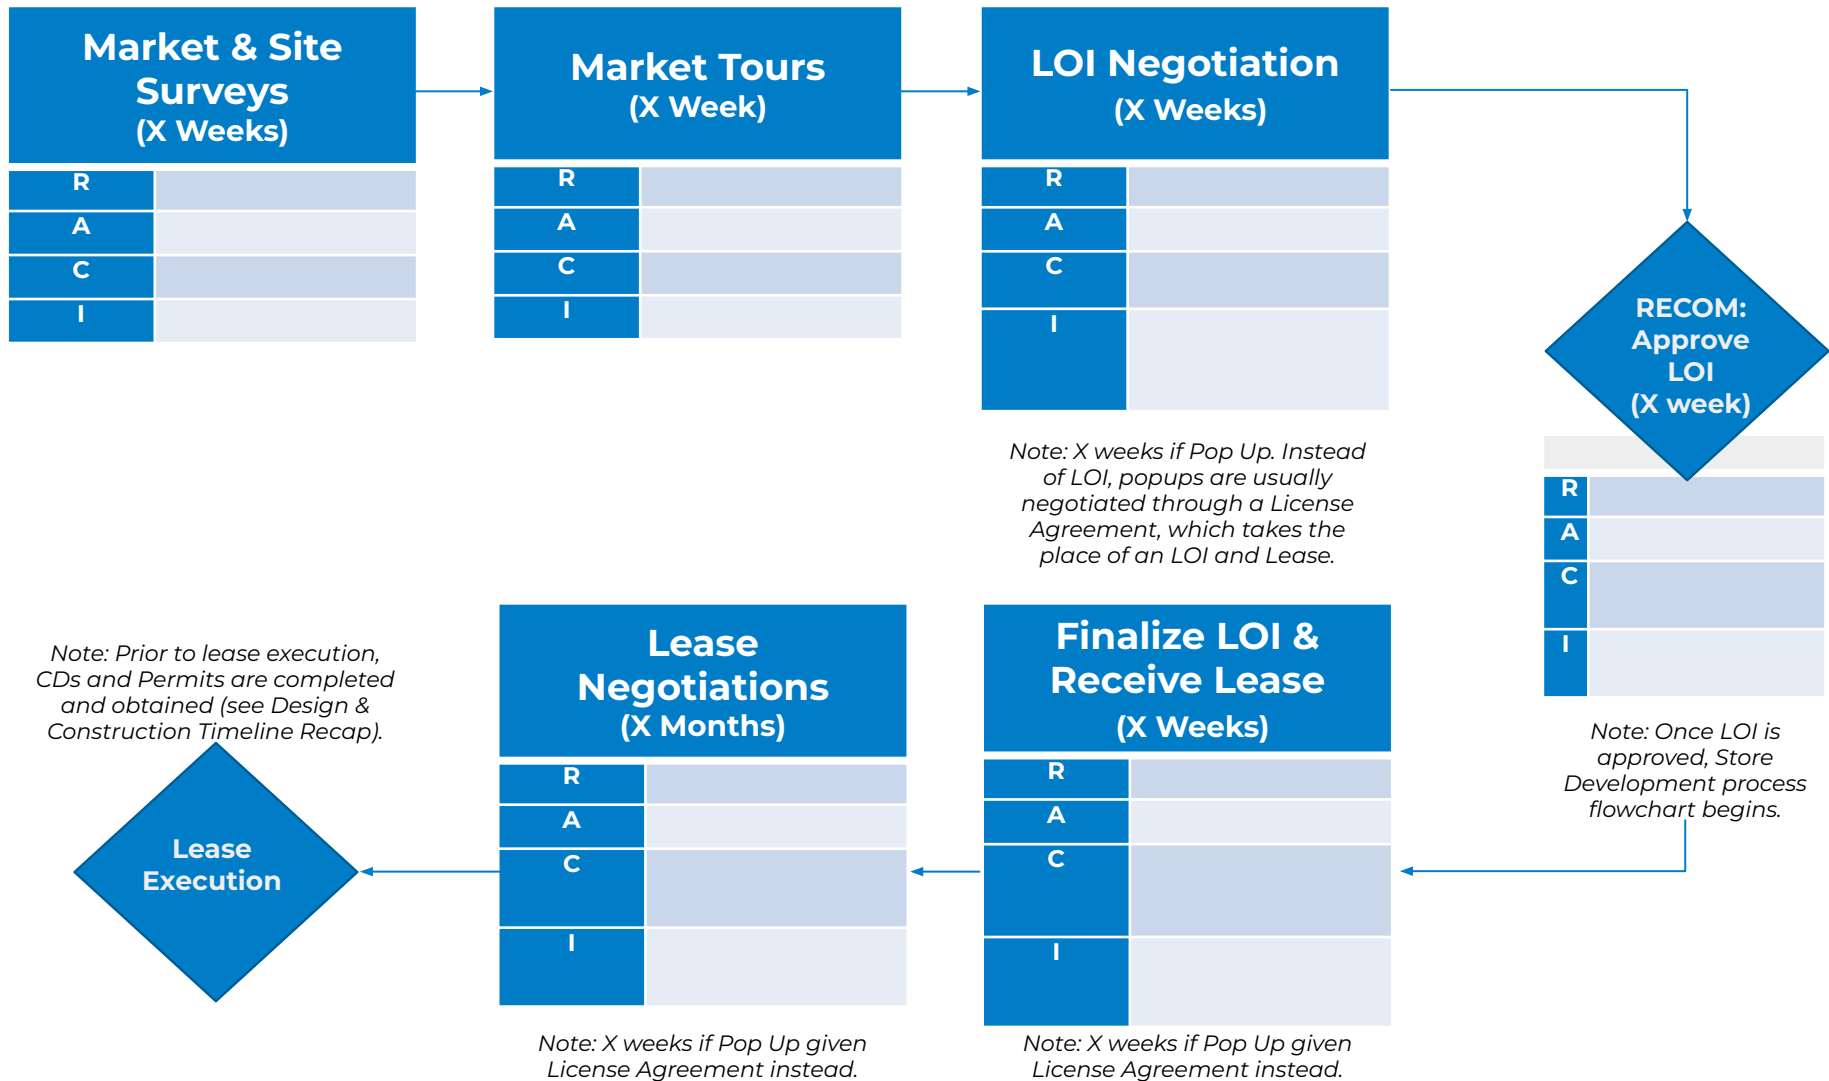 Market & Site
Surveys
(X Weeks)
R
A
C
I
Market Tours
(X Week)
R
A
C
I
LOI Negotiation
(X Weeks)
R
A
C
I
Note: X weeks if Pop Up. Instead
of LOI, popups are usually
negotiated through a License
Agreement, which takes the
place of an LOI and Lease.
RECOM:
Approve
LOI
(X week)
R
A
C
I
Note: Once LOI is
approved, Store
Development process
flowchart begins.
Finalize LOI &
Receive Lease
(X Weeks)
R
A
C
I
Note: X weeks if Pop Up given
License Agreement instead.
Lease
Negotiations
(X Months)
R
A
C
I
Note: X weeks if Pop Up given
License Agreement instead.
Note: Prior to lease execution,
CDs and Permits are completed
and obtained (see Design &
Construction Timeline Recap).
Lease
Execution